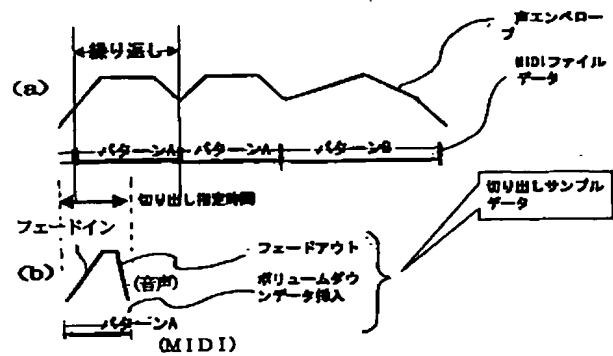 声エンベロー
プ
繰り返し
MIDIファイル
データ
(a)
パターンA
パターンA
パターンB
切り出し指定時間
切り出しサンプル
データ
フェードイン
フェードアウト
(b)
(音声)
ボリュームダウ
ンデータ挿入
パターンA
(MIDI)